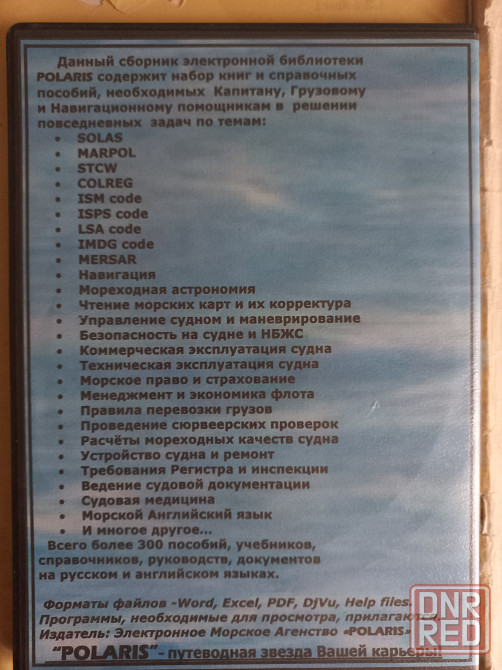 Данный сборник электронной библиотеки
POLARIS содержит набор книг и справочных
пособий, необходимых Капитану, Грузовому
и Навигационному помощникам в решении
повседневных задач по темам:
• SOLAS
• MARPOL
• STCW
• COLREG
• ISM code
• ISPS code
• LSA code
• IMDG code
• MERSAR
• Навигация
• Мореходная астрономия
• Чтение морских карт и их корректура
• Управление судном и маневрирование
• Безопасность на судне и НБЖС
• Коммерческая эксплуатация судна
• Техническая эксплуатация судна
• Морское право и страхование
• Менеджмент и экономика флота
• Правила перевозки грузов
• Проведение сюрвеерских проверок
• Расчёты мореходных качеств судна
• Устройство судна и ремонт
• Требования Регистра и инспекции
• Ведение судовой документации
• Судовая медицина
• Морской Английский язык
• И многое другое...
Всего более 300 пособий, учебников,
справочников, руководств, документов
на русском и английском языках.
Форматы файлов -Word, Excel, PDF, DjVu, Help files.
Программы, необходимые для просмотра, прилагаются.
Издатель: Электронное Морское Агенство «POLARIS»
"POLARIS"- путеводная звезда Вашей карьеры!
DNR
RED